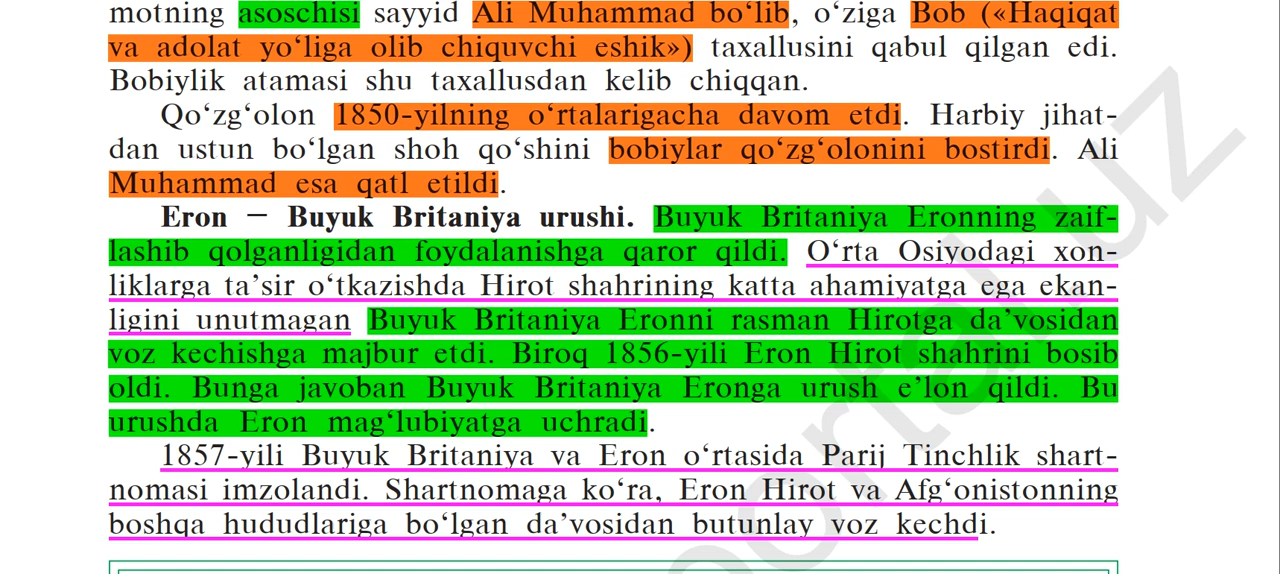 motning asoschisi sayyid Ali Muhammad bo‘lib, o‘ziga Bob («Haqiqat
va adolat yo‘liga olib chiquvchi eshik») taxallusini qabul qilgan edi.
Bobiylik atamasi shu taxallusdan kelib chiqqan.
Qo‘zg‘olon 1850-yilning o‘rtalarigacha davom etdi. Harbiy jihat-
dan ustun bo‘lgan shoh qo‘shini bobiylar qo‘zg‘olonini bostirdi. Ali
Muhammad esa qatl etildi.
Eron — Buyuk Britaniya urushi. Buyuk Britaniya Eronning zaif-
lashib qolganligidan foydalanishga qaror qildi. O‘rta Osiyodagi xon-
liklarga ta’sir o‘tkazishda Hirot shahrining katta ahamiyatga ega ekan-
ligini unutmagan Buyuk Britaniya Eronni rasman Hirotga da’vosidan
voz kechishga majbur etdi. Biroq 1856-yili Eron Hirot shahrini bosib
oldi. Bunga javoban Buyuk Britaniya Eronga urush e’lon qildi. Bu
urushda Eron mag‘lubiyatga uchradi.
1857-yili Buyuk Britaniya va Eron o‘rtasida Parij Tinchlik shart-
nomasi imzolandi. Shartnomaga ko‘ra, Eron Hirot va Afg‘onistonning
boshqa hududlariga bo‘lgan da’vosidan butunlay voz kechdi.
portal.uz